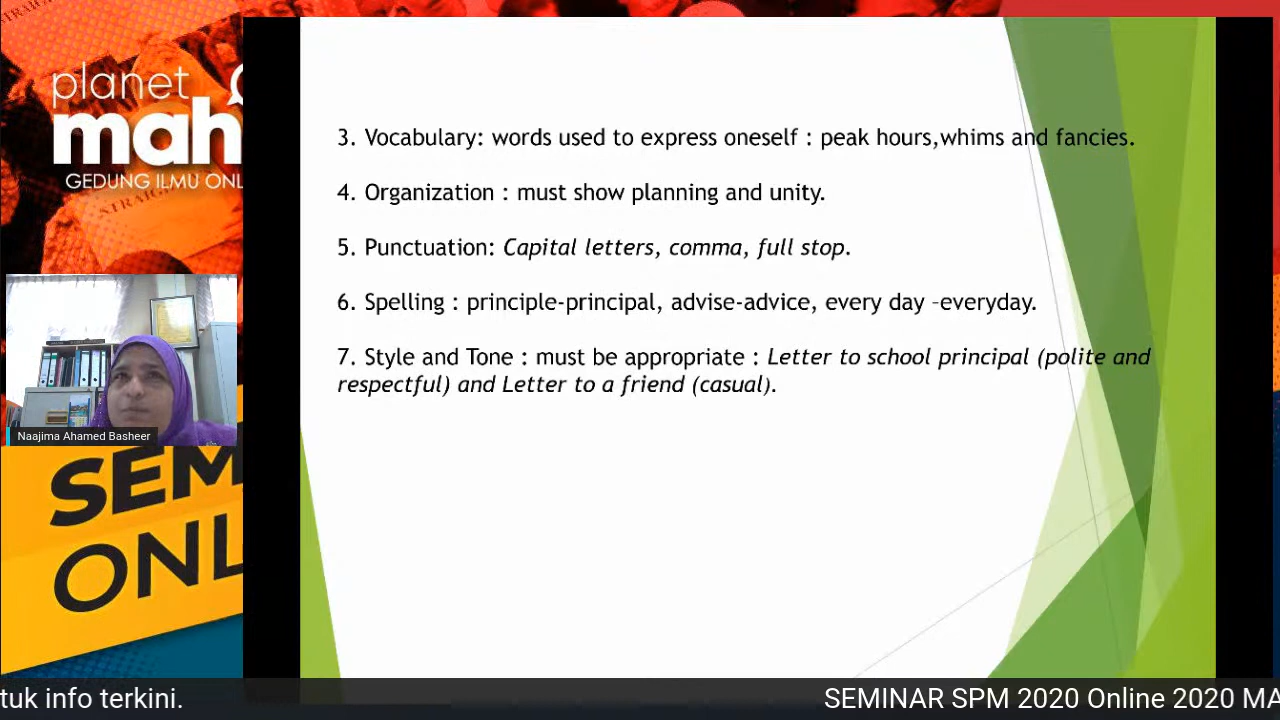 planet
mah
GEDUNG ILMU ONL
3. Vocabulary: words used to express oneself : peak hours,whims and fancies.
4. Organization : must show planning and unity.
5. Punctuation: Capital letters, comma, full stop.
6. Spelling : principle-principal, advise-advice, every day –everyday.
7. Style and Tone : must be appropriate : Letter to school principal (polite and
respectful) and Letter to a friend (casual).
Naajima Ahamed Basheer
SEM
ONL
tuk info terkini.
SEMINAR SPM 2020 Online 2020 MA